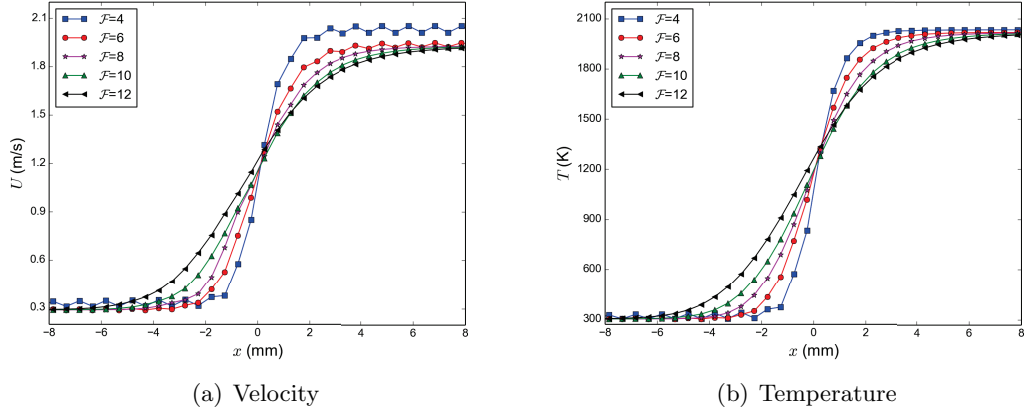 2.1
1.8
1.5
1.2
0.9
0.6
0.3
U (m/s)
ℱ=4
ℱ=6
ℱ=8
ℱ=10
ℱ=12
−8 −6 −4 −2 0 2 4 6 8
x (mm)
(a) Velocity
2100
1800
1500
1200
900
600
300
T (K)
ℱ=4
ℱ=6
ℱ=8
ℱ=10
ℱ=12
−8 −6 −4 −2 0 2 4 6 8
x (mm)
(b) Temperature